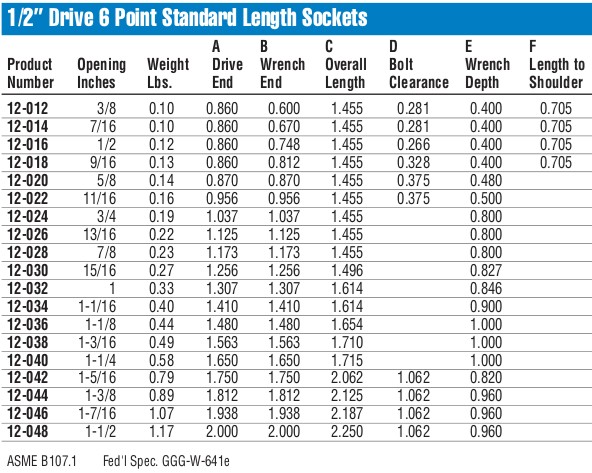 1/2″ Drive 6 Point Standard Length Sockets
A B C D E F
Product Opening Weight Drive Wrench Overall Bolt Wrench Length to
Number Inches Lbs. End End Length Clearance Depth Shoulder
12-012 3/8 0.10 0.860 0.600 1.455 0.281 0.400 0.705
12-014 7/16 0.10 0.860 0.670 1.455 0.281 0.400 0.705
12-016 1/2 0.12 0.860 0.748 1.455 0.266 0.400 0.705
12-018 9/16 0.13 0.860 0.812 1.455 0.328 0.400 0.705
12-020 5/8 0.14 0.870 0.870 1.455 0.375 0.480
12-022 11/16 0.16 0.956 0.956 1.455 0.375 0.500
12-024 3/4 0.19 1.037 1.037 1.455 0.800
12-026 13/16 0.22 1.125 1.125 1.455 0.800
12-028 7/8 0.23 1.173 1.173 1.455 0.800
12-030 15/16 0.27 1.256 1.256 1.496 0.827
12-032 1 0.33 1.307 1.307 1.614 0.846
12-034 1-1/16 0.40 1.410 1.410 1.614 0.900
12-036 1-1/8 0.44 1.480 1.480 1.654 1.000
12-038 1-3/16 0.49 1.563 1.563 1.710 1.000
12-040 1-1/4 0.58 1.650 1.650 1.715 1.000
12-042 1-5/16 0.79 1.750 1.750 2.062 1.062 0.820
12-044 1-3/8 0.89 1.812 1.812 2.125 1.062 0.960
12-046 1-7/16 1.07 1.938 1.938 2.187 1.062 0.960
12-048 1-1/2 1.17 2.000 2.000 2.250 1.062 0.960
ASME B107.1 Fed'l Spec. GGG-W-641e